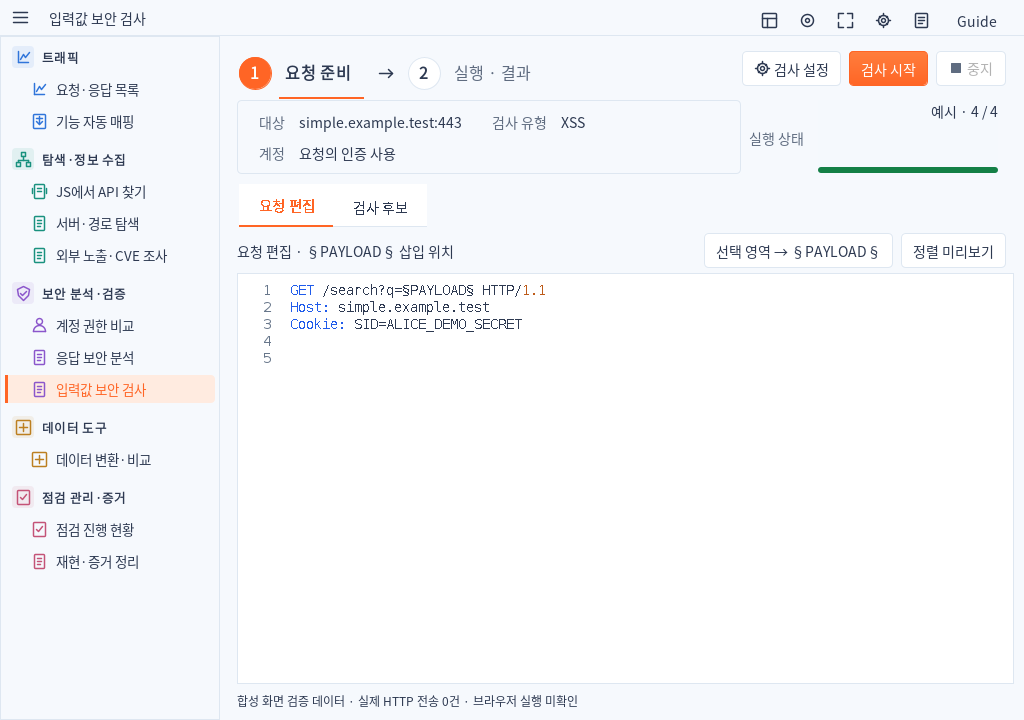 입력값 보안 검사
Guide
트래픽
요청·응답 목록
기능 자동 매핑
탐색·정보 수집
JS에서 API 찾기
서버·경로 탐색
외부 노출·CVE 조사
보안 분석·검증
계정 권한 비교
응답 보안 분석
입력값 보안 검사
데이터 도구
데이터 변환·비교
점검 관리·증거
점검 진행 현황
재현·증거 정리
1 요청 준비 → 2 실행 · 결과
검사 설정 검사 시작 ■ 중지
대상 simple.example.test:443 검사 유형 XSS
계정 요청의 인증 사용
실행 상태
예시 · 4 / 4
요청 편집 검사 후보
요청 편집 · §PAYLOAD§ 삽입 위치
선택 영역 → §PAYLOAD§ 정렬 미리보기
1 GET /search?q=§PAYLOAD§ HTTP/1.1
2 Host: simple.example.test
3 Cookie: SID=ALICE_DEMO_SECRET
4
5
합성 화면 검증 데이터 · 실제 HTTP 전송 0건 · 브라우저 실행 미확인